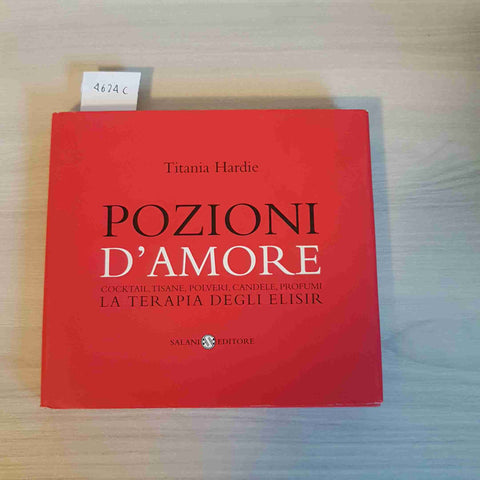 4674 C
Titania Hardie
POZIONI
D'AMORE
COCKTAIL, TISANE, POLVERI, CANDELE, PROFUMI
LA TERAPIA DEGLI ELISIR
SALANI EDITORE